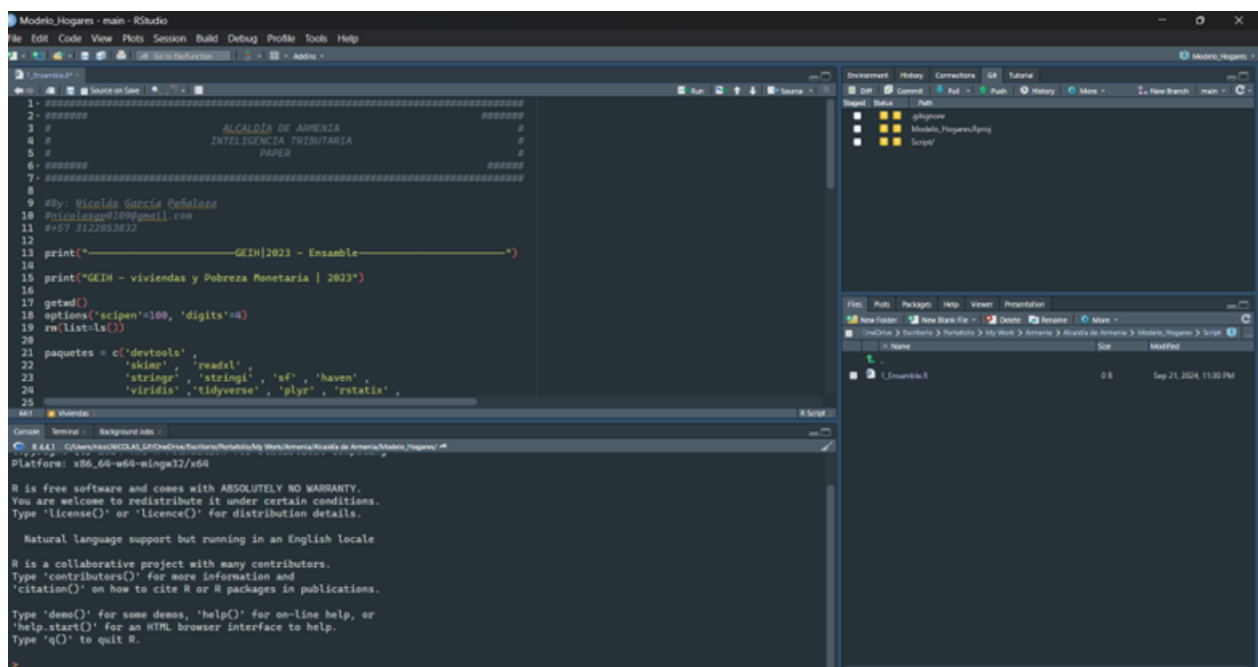 Modelo_Hogares - main - RStudio
File Edit Code View Plots Session Build Debug Profile Tools Help
Go to file/function Addins
Modelo_Hogares
1_Ensamble.R*
Source on Save Run Source
1 ####################################################################
2 ####### #######
3 # ALCALDÍA DE ARMENIA #
4 # INTELIGENCIA TRIBUTARIA #
5 # PAPER #
6 ####### ######
7 ####################################################################
8
9 #By: Nicolás García Peñaloza
10 #nicolasgp0109@gmail.com
11 #+57 3122853832
12
13 print("—————————————GEIH|2023 - Ensamble—————————————")
14
15 print("GEIH - viviendas y Pobreza Monetaria | 2023")
16
17 getwd()
18 options('scipen'=100, 'digits'=4)
19 rm(list=ls())
20
21 paquetes = c('devtools' ,
22 'skimr' , 'readxl' ,
23 'stringr' , 'stringi' , 'sf' , 'haven' ,
24 'viridis' ,'tidyverse' , 'plyr' , 'rstatix' ,
25
64:1 Viviendas R Script
Console Terminal Background Jobs
R 4.4.1
Platform: x86_64-w64-mingw32/x64
R is free software and comes with ABSOLUTELY NO WARRANTY.
You are welcome to redistribute it under certain conditions.
Type 'license()' or 'licence()' for distribution details.
Natural language support but running in an English locale
R is a collaborative project with many contributors.
Type 'contributors()' for more information and
'citation()' on how to cite R or R packages in publications.
Type 'demo()' for some demos, 'help()' for on-line help, or
'help.start()' for an HTML browser interface to help.
Type 'q()' to quit R.
>
Environment History Connections Git Tutorial
Diff Commit Pull Push History More New Branch main
Staged Status Path
.gitignore
Modelo_Hogares.Rproj
Script/
Files Plots Packages Help Viewer Presentation
New Folder New Blank File Delete Rename More
OneDrive > Escritorio > Portafolio > My Work > Armenia > Alcaldía de Armenia > Modelo_Hogares > Script
Name Size Modified
..
1_Ensamble.R 0 B Sep 21, 2024, 11:00 PM